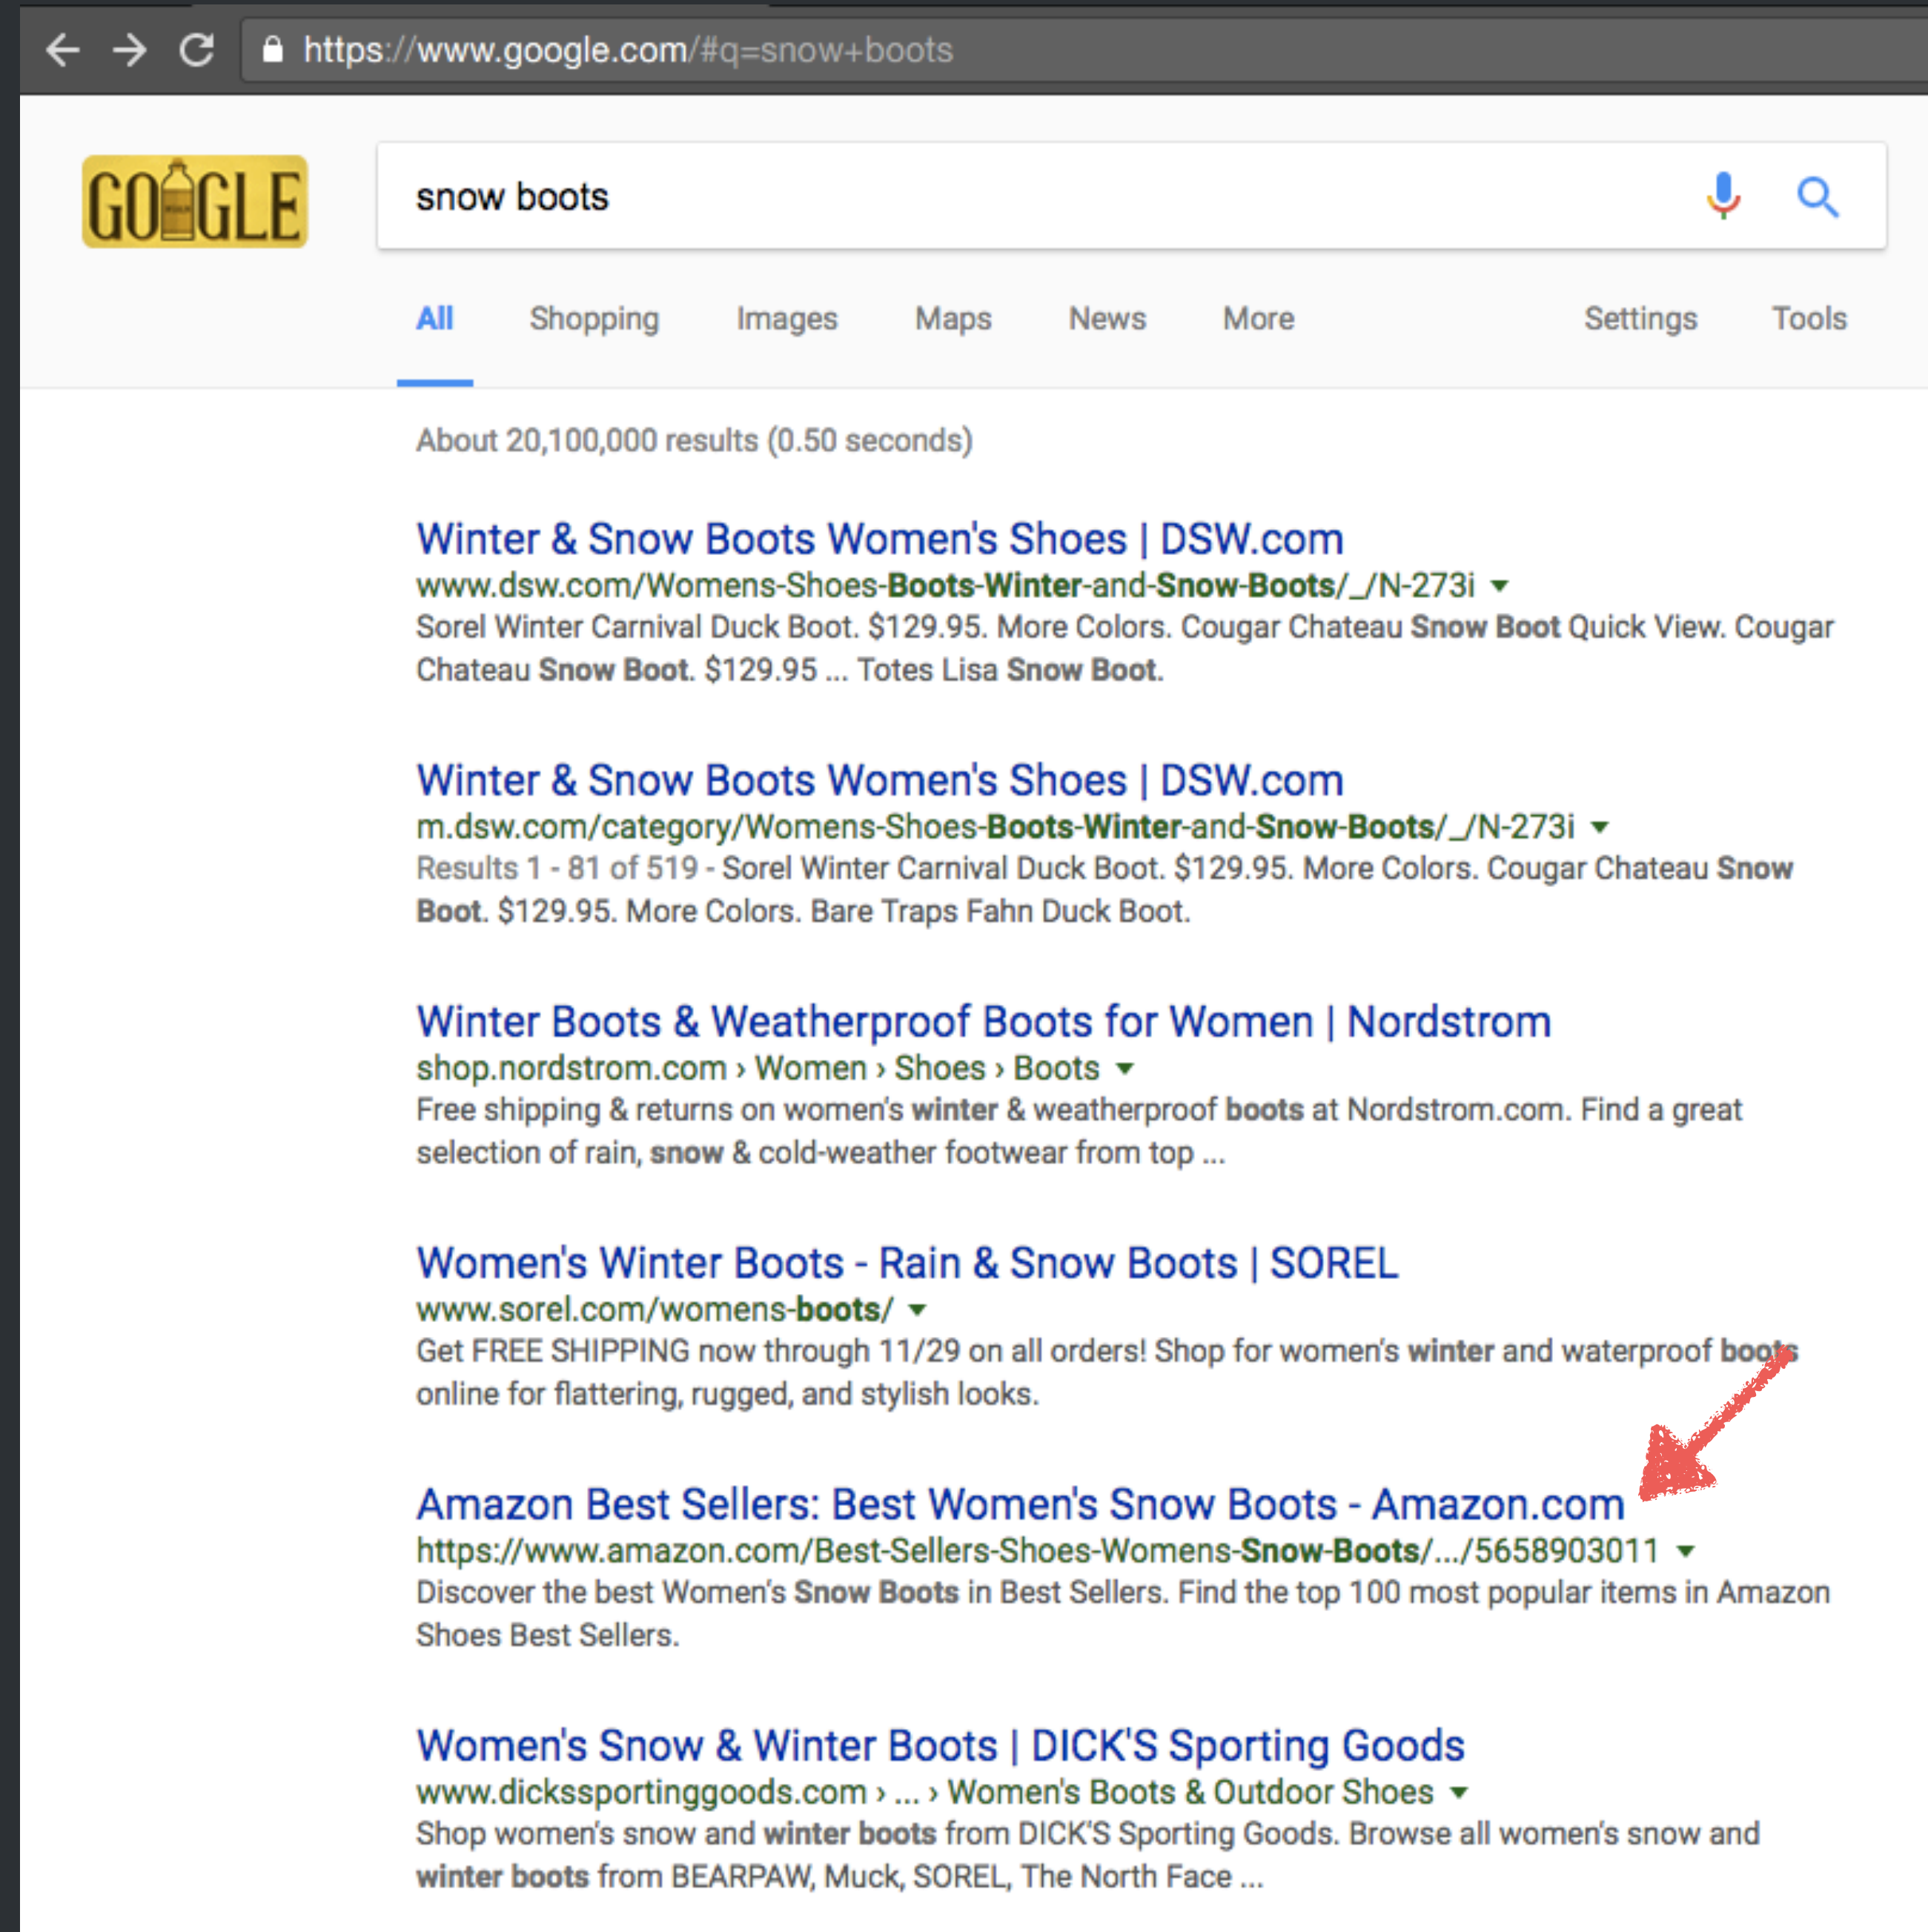 https://www.google.com/#q=snow+boots
GOOGLE
snow boots
All Shopping Images Maps News More Settings Tools
About 20,100,000 results (0.50 seconds)
Winter & Snow Boots Women's Shoes | DSW.com
www.dsw.com/Womens-Shoes-Boots-Winter-and-Snow-Boots/_/N-273i
Sorel Winter Carnival Duck Boot. $129.95. More Colors. Cougar Chateau Snow Boot Quick View. Cougar
Chateau Snow Boot. $129.95 ... Totes Lisa Snow Boot.
Winter & Snow Boots Women's Shoes | DSW.com
m.dsw.com/category/Womens-Shoes-Boots-Winter-and-Snow-Boots/_/N-273i
Results 1 - 81 of 519 - Sorel Winter Carnival Duck Boot. $129.95. More Colors. Cougar Chateau Snow
Boot. $129.95. More Colors. Bare Traps Fahn Duck Boot.
Winter Boots & Weatherproof Boots for Women | Nordstrom
shop.nordstrom.com › Women › Shoes › Boots
Free shipping & returns on women's winter & weatherproof boots at Nordstrom.com. Find a great
selection of rain, snow & cold-weather footwear from top ...
Women's Winter Boots - Rain & Snow Boots | SOREL
www.sorel.com/womens-boots/
Get FREE SHIPPING now through 11/29 on all orders! Shop for women's winter and waterproof boots
online for flattering, rugged, and stylish looks.
Amazon Best Sellers: Best Women's Snow Boots - Amazon.com
https://www.amazon.com/Best-Sellers-Shoes-Womens-Snow-Boots/.../5658903011
Discover the best Women's Snow Boots in Best Sellers. Find the top 100 most popular items in Amazon
Shoes Best Sellers.
Women's Snow & Winter Boots | DICK'S Sporting Goods
www.dickssportinggoods.com › ... › Women's Boots & Outdoor Shoes
Shop women's snow and winter boots from DICK'S Sporting Goods. Browse all women's snow and
winter boots from BEARPAW, Muck, SOREL, The North Face ...